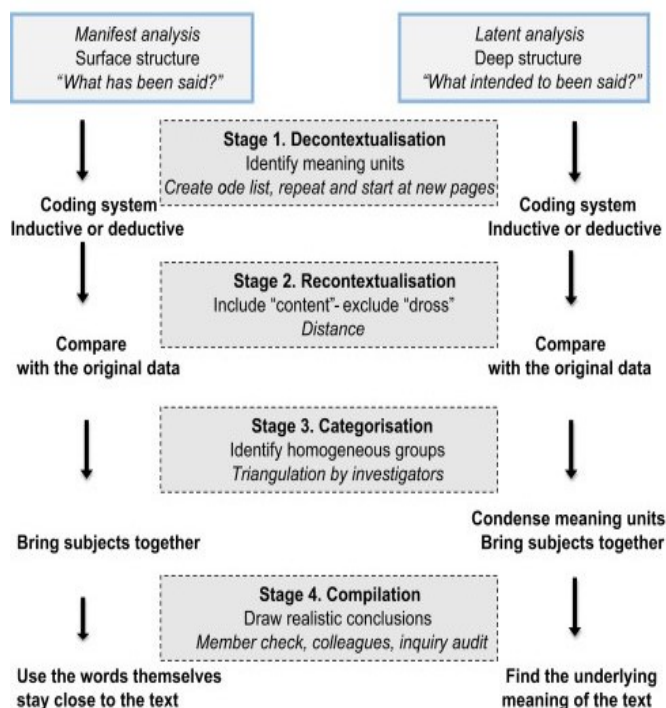 Manifest analysis
Surface structure
“What has been said?”
Latent analysis
Deep structure
“What intended to been said?”
Stage 1. Decontextualisation
Identify meaning units
Create ode list, repeat and start at new pages
Coding system
Inductive or deductive
Coding system
Inductive or deductive
Stage 2. Recontextualisation
Include “content”- exclude “dross”
Distance
Compare
with the original data
Compare
with the original data
Stage 3. Categorisation
Identify homogeneous groups
Triangulation by investigators
Bring subjects together
Condense meaning units
Bring subjects together
Stage 4. Compilation
Draw realistic conclusions
Member check, colleagues, inquiry audit
Use the words themselves
stay close to the text
Find the underlying
meaning of the text